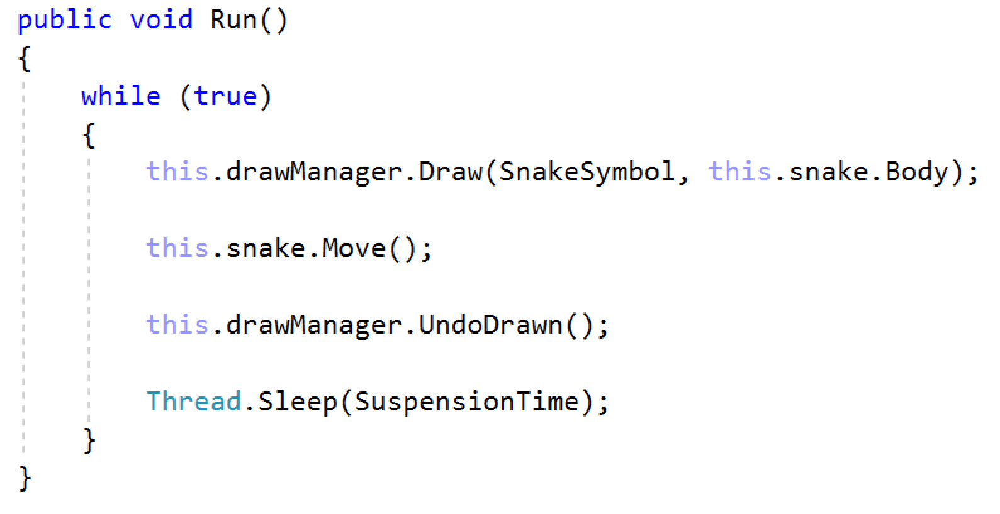 public void Run()
{
    while (true)
    {
        this.drawManager.Draw(SnakeSymbol, this.snake.Body);
        this.snake.Move();
        this.drawManager.UndoDrawn();
        Thread.Sleep(SuspensionTime);
    }
}